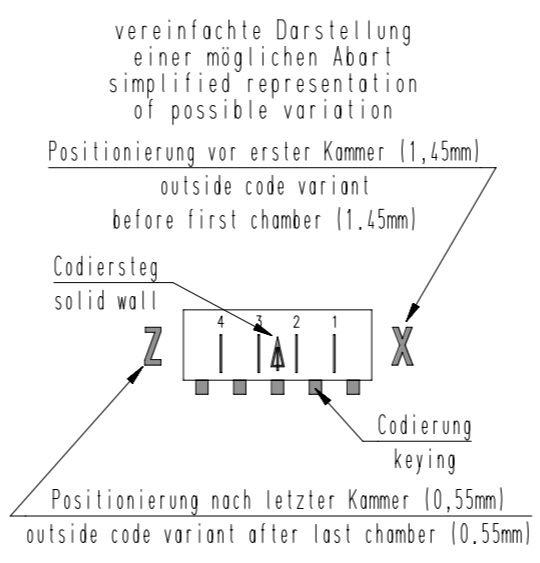 vereinfachte Darstellung
einer möglichen Abart
simplified representation
of possible variation
Positionierung vor erster Kammer (1,45mm)
outside code variant
before first chamber (1.45mm)
Codiersteg
solid wall
4 3 2 1
Z X
Codierung
keying
Positionierung nach letzter Kammer (0,55mm)
outside code variant after last chamber (0.55mm)